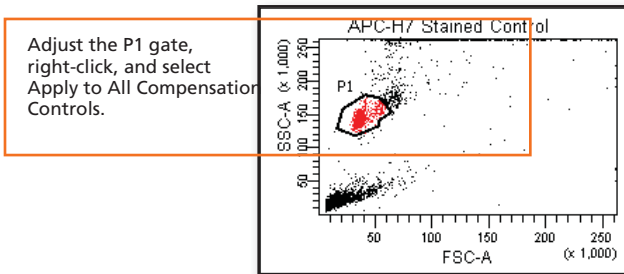 Adjust the P1 gate,
right-click, and select
Apply to All Compensation
Controls.
APC-H7 Stained Control
SSC-A (x 1,000)
250
200
150
100
50
P1
50 100 150 200 250
FSC-A (x 1,000)